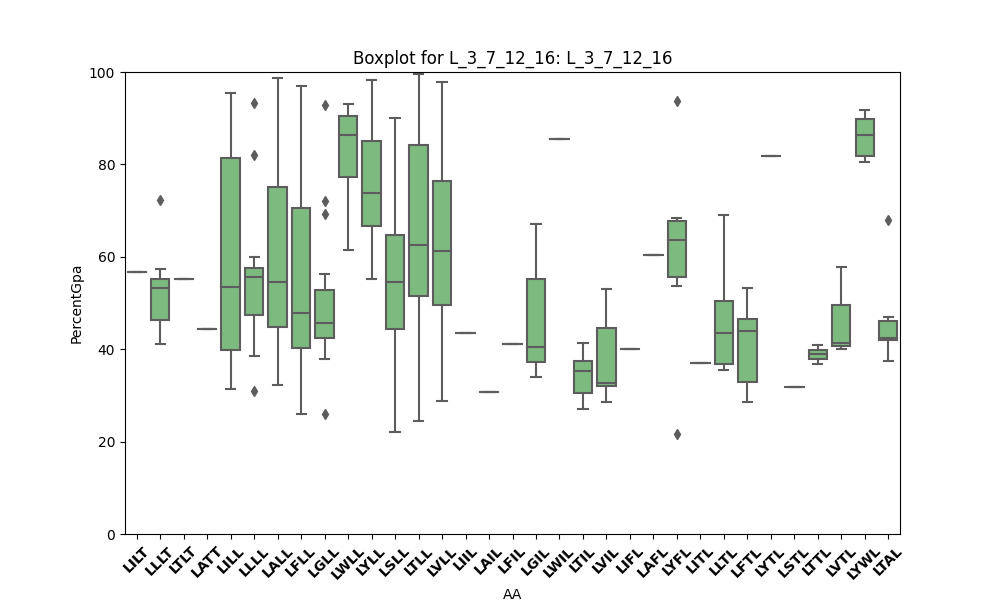 Boxplot for L_3_7_12_16: L_3_7_12_16
100
80
60
40
20
0
PercentGpa
LILT LLLT LTLT LATT LILL LLLL LALL LFLL LGLL LWLL LYLL LSLL LTLL LVLL LIIL LAIL LFIL LGIL LWIL LTIL LVIL LIFL LAFL LYFL LITL LLTL LFTL LYTL LSTL LTTL LVTL LYWL LTAL
AA